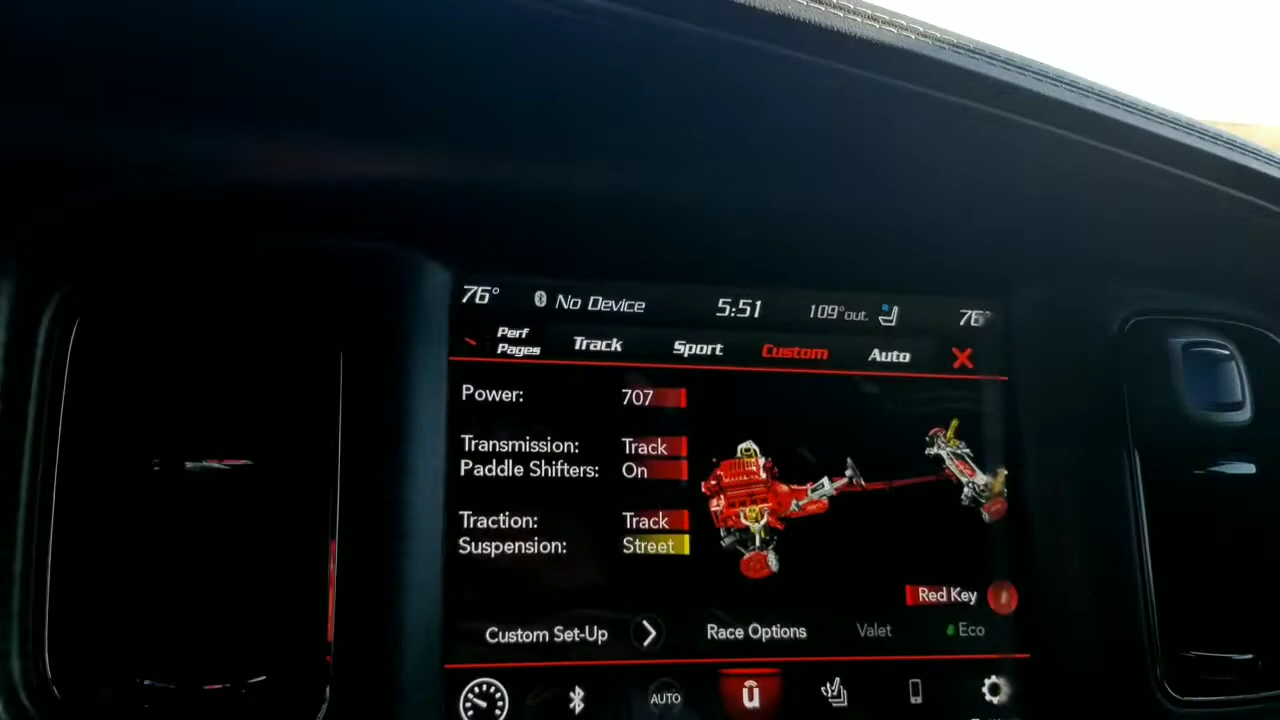 76° No Device 5:51 109°out. 76°
Perf Pages Track Sport Custom Auto X
Power: 707
Transmission: Track
Paddle Shifters: On
Traction: Track
Suspension: Street
Red Key
Custom Set-Up Race Options Valet Eco
AUTO